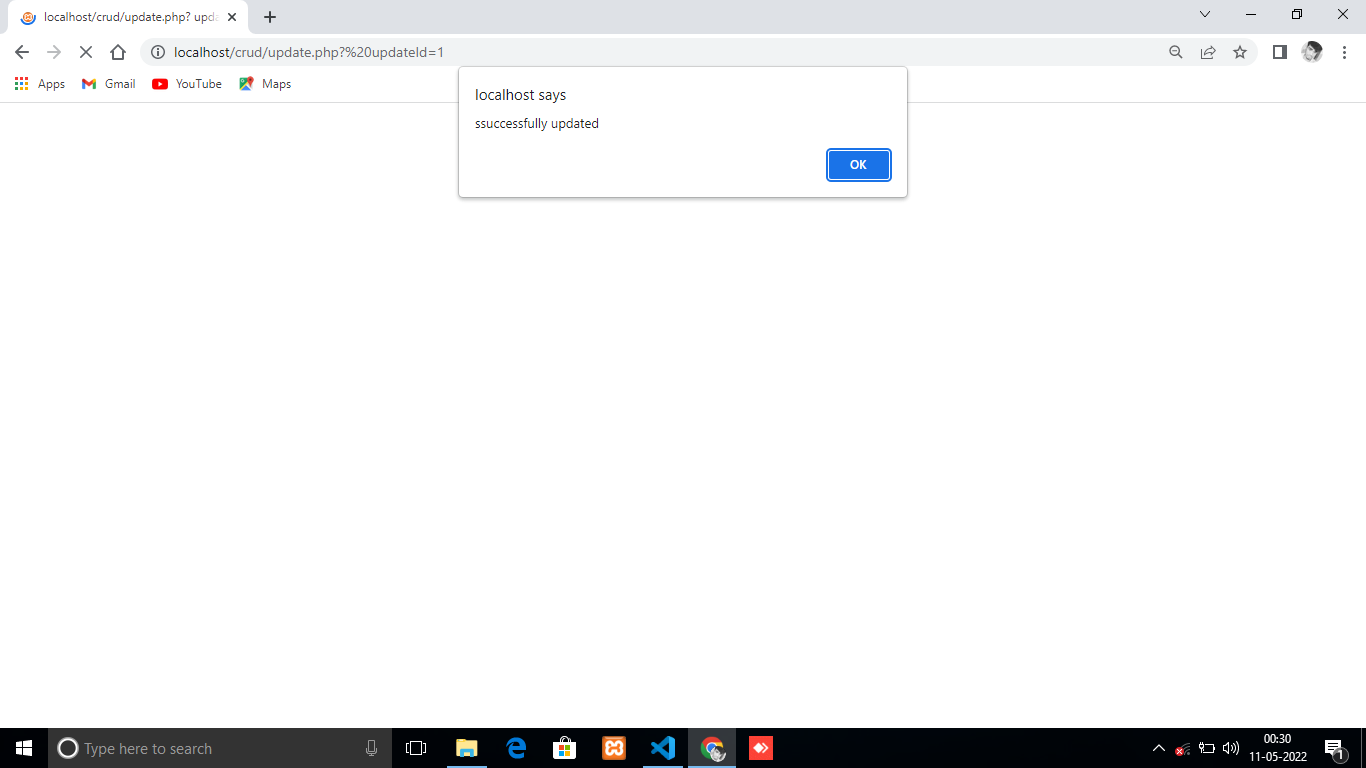 localhost/crud/update.php? upda
localhost/crud/update.php?%20updateId=1
Apps Gmail YouTube Maps
localhost says
ssuccessfully updated
OK
Type here to search
00:30
11-05-2022
1